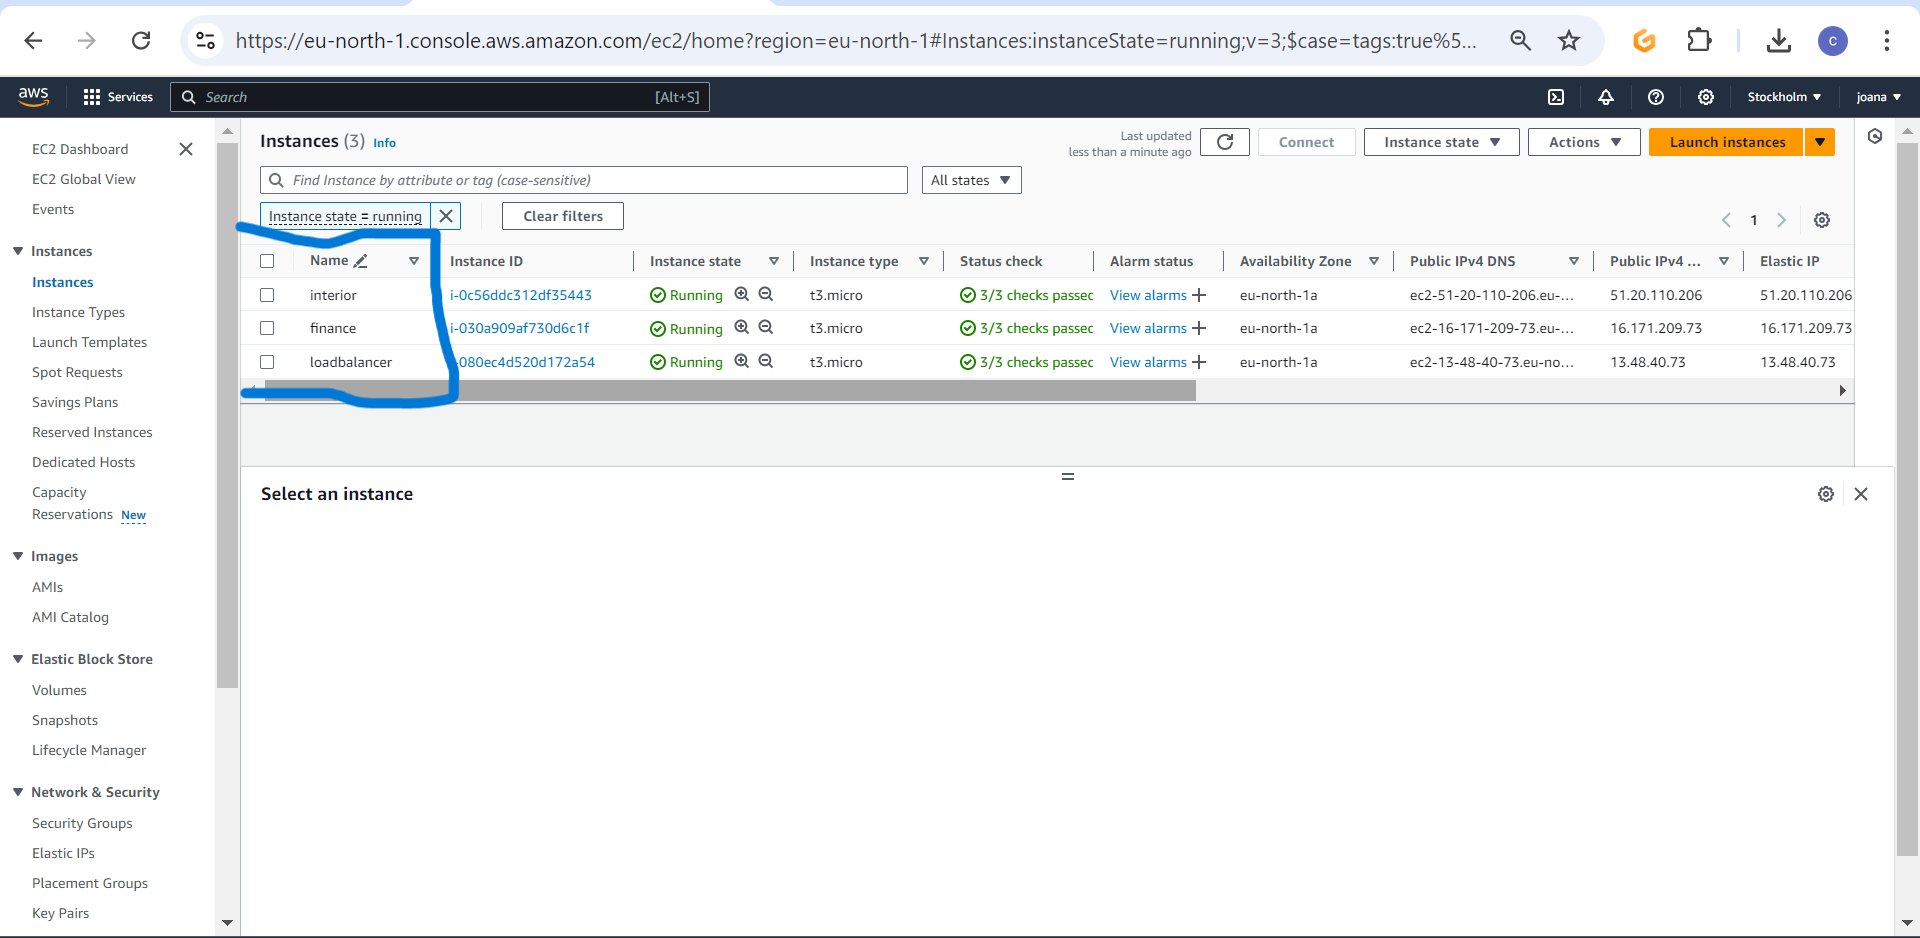 https://eu-north-1.console.aws.amazon.com/ec2/home?region=eu-north-1#Instances:instanceState=running;v=3;$case=tags:true%5...
C
aws
Services
Search
[Alt+S]
Stockholm
joana
EC2 Dashboard
EC2 Global View
Events
Instances
Instances
Instance Types
Launch Templates
Spot Requests
Savings Plans
Reserved Instances
Dedicated Hosts
Capacity
Reservations New
Images
AMIs
AMI Catalog
Elastic Block Store
Volumes
Snapshots
Lifecycle Manager
Network & Security
Security Groups
Elastic IPs
Placement Groups
Key Pairs
Instances (3) Info
Last updated
less than a minute ago
Connect
Instance state
Actions
Launch instances
Find Instance by attribute or tag (case-sensitive)
All states
Instance state = running
Clear filters
1
Name Instance ID Instance state Instance type Status check Alarm status Availability Zone Public IPv4 DNS Public IPv4 ... Elastic IP
interior i-0c56ddc312df35443 Running t3.micro 3/3 checks passed View alarms eu-north-1a ec2-51-20-110-206.eu-... 51.20.110.206 51.20.110.206
finance i-030a909af730d6c1f Running t3.micro 3/3 checks passed View alarms eu-north-1a ec2-16-171-209-73.eu-... 16.171.209.73 16.171.209.73
loadbalancer -080ec4d520d172a54 Running t3.micro 3/3 checks passed View alarms eu-north-1a ec2-13-48-40-73.eu-no... 13.48.40.73 13.48.40.73
Select an instance